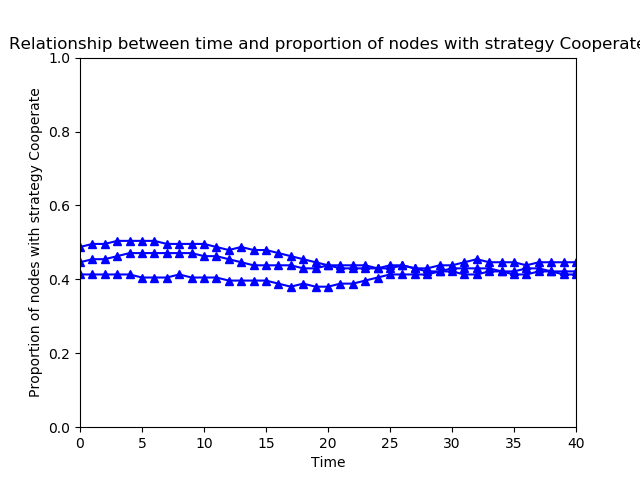 Relationship between time and proportion of nodes with strategy Cooperate
1.0
0.8
0.6
0.4
0.2
0.0
Proportion of nodes with strategy Cooperate
0 5 10 15 20 25 30 35 40
Time